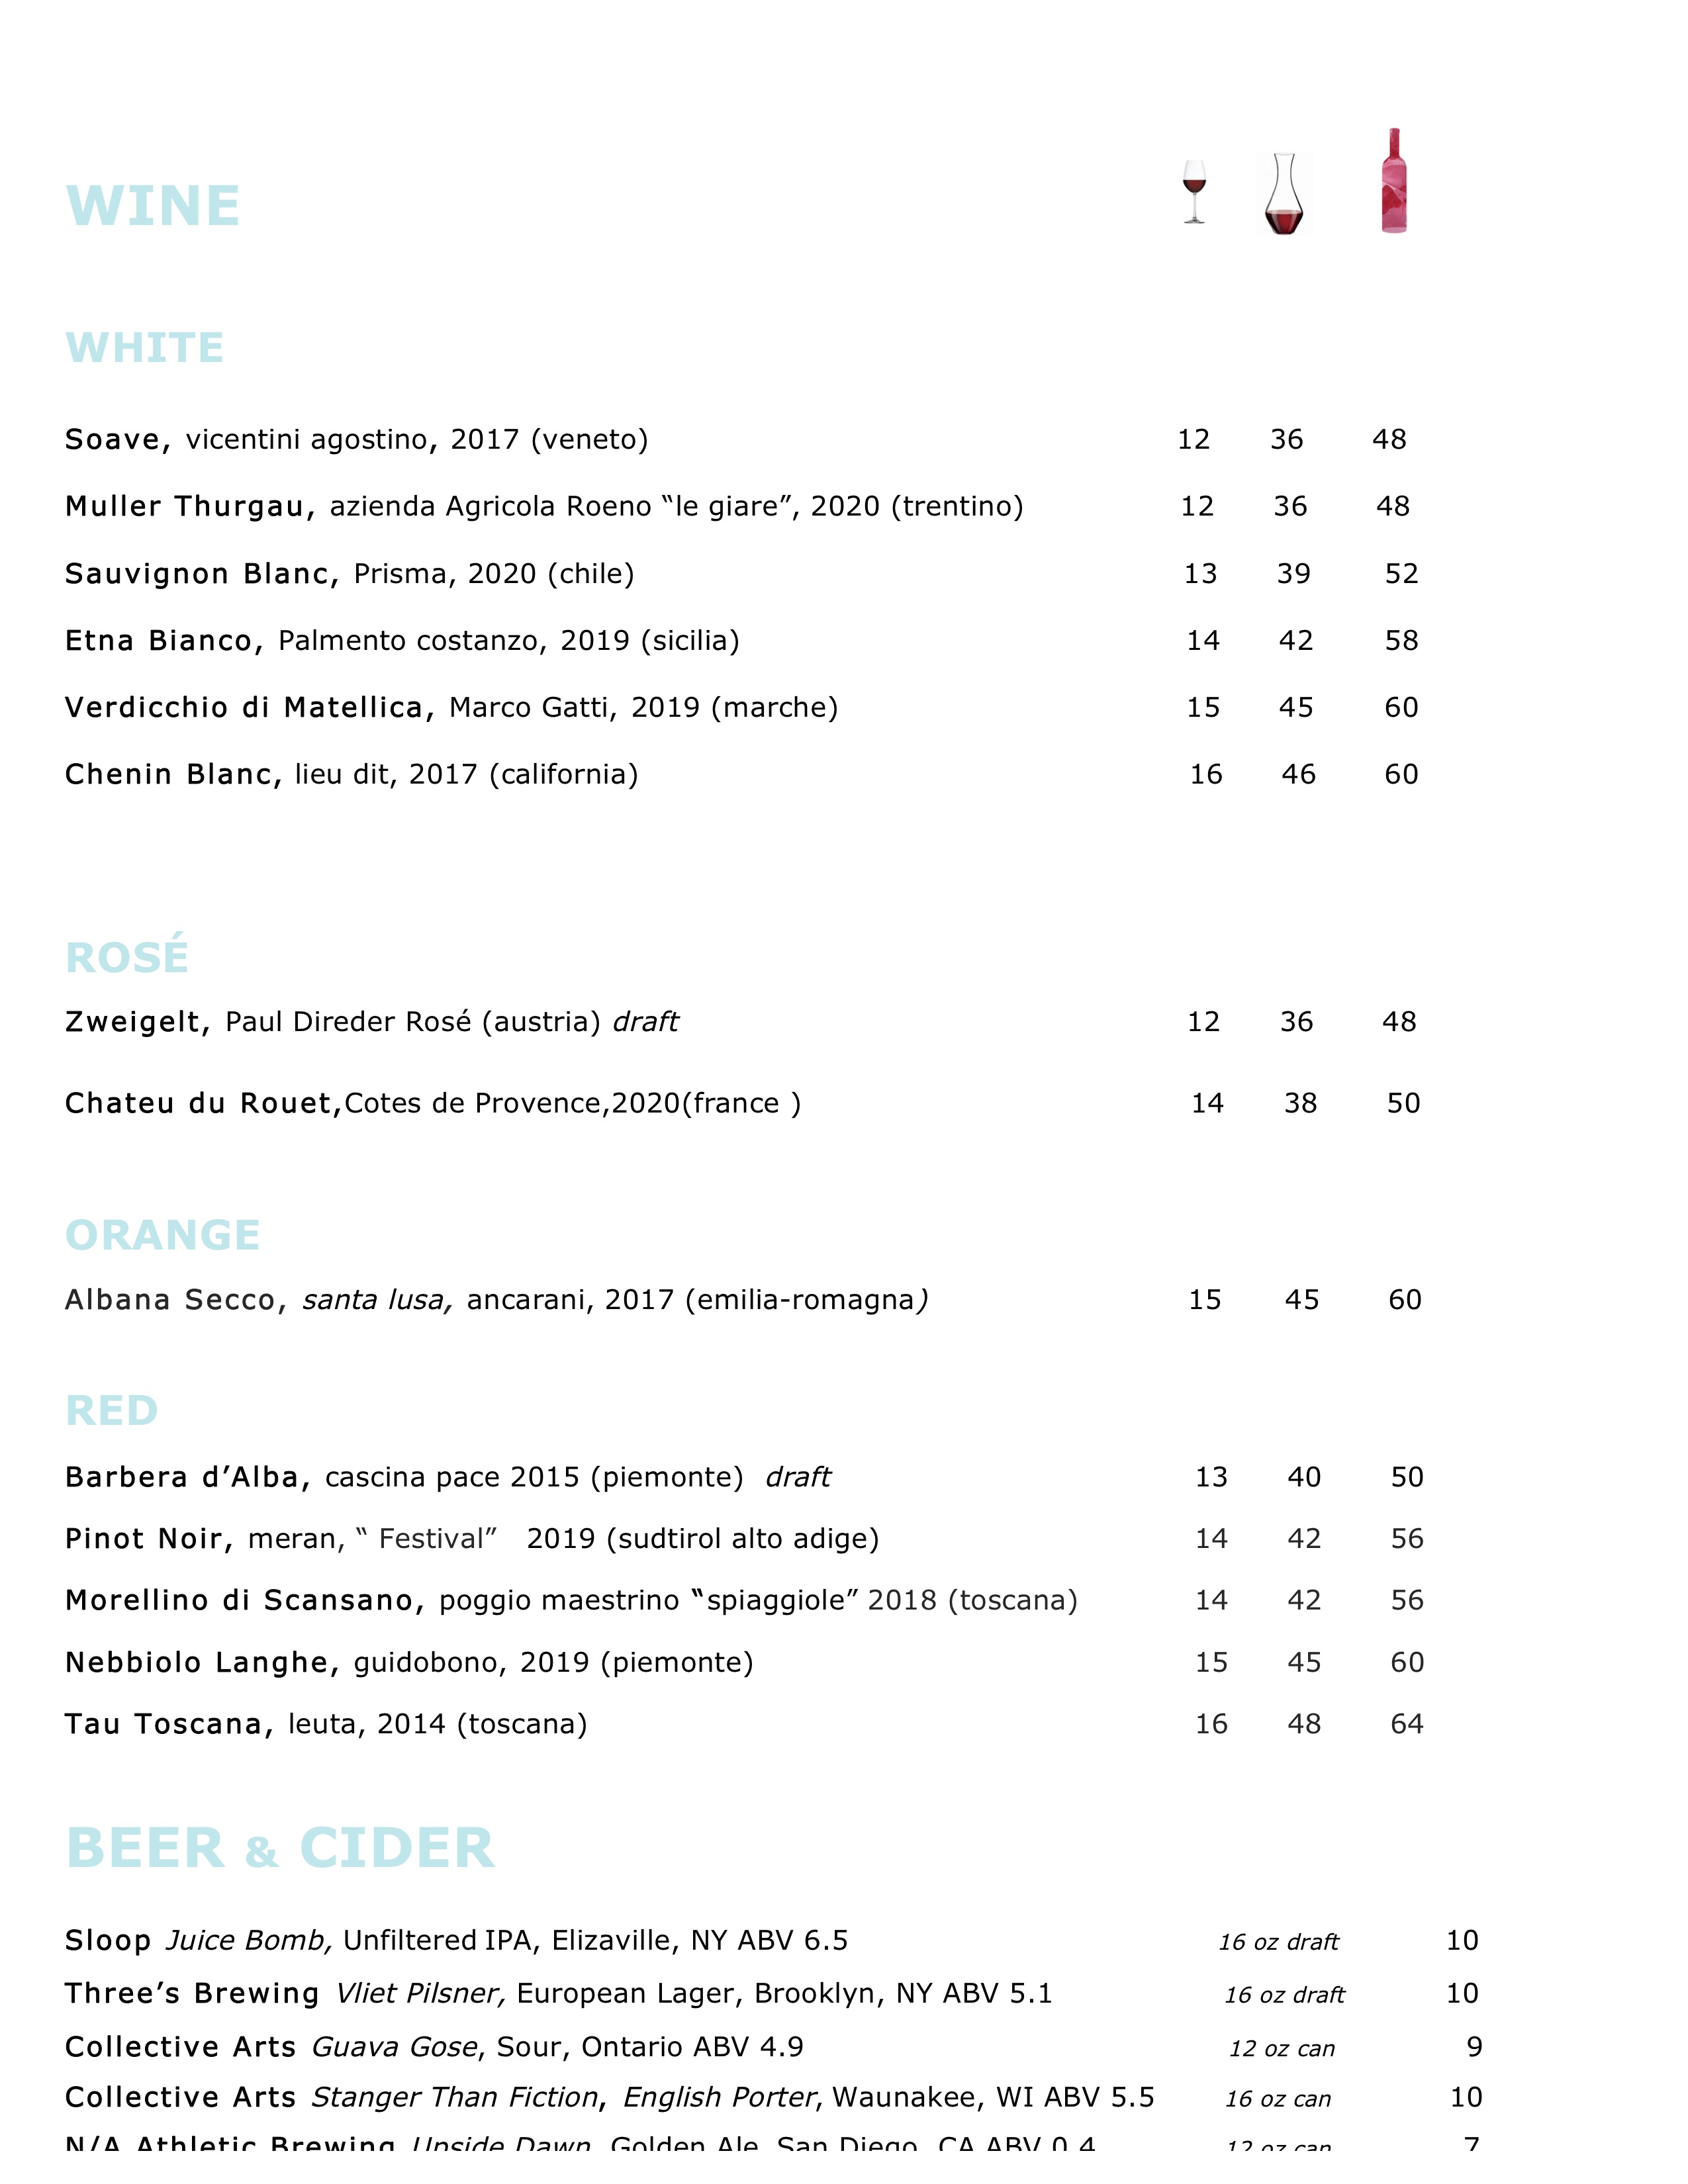 WINE
WHITE
Soave, vicentini agostino, 2017 (veneto) 12 36 48
Muller Thurgau, azienda Agricola Roeno “le giare”, 2020 (trentino) 12 36 48
Sauvignon Blanc, Prisma, 2020 (chile) 13 39 52
Etna Bianco, Palmento costanzo, 2019 (sicilia) 14 42 58
Verdicchio di Matellica, Marco Gatti, 2019 (marche) 15 45 60
Chenin Blanc, lieu dit, 2017 (california) 16 46 60
ROSÉ
Zweigelt, Paul Direder Rosé (austria) draft 12 36 48
Chateu du Rouet,Cotes de Provence,2020(france ) 14 38 50
ORANGE
Albana Secco, santa lusa, ancarani, 2017 (emilia-romagna) 15 45 60
RED
Barbera d’Alba, cascina pace 2015 (piemonte) draft 13 40 50
Pinot Noir, meran, “ Festival” 2019 (sudtirol alto adige) 14 42 56
Morellino di Scansano, poggio maestrino “spiaggiole” 2018 (toscana) 14 42 56
Nebbiolo Langhe, guidobono, 2019 (piemonte) 15 45 60
Tau Toscana, leuta, 2014 (toscana) 16 48 64
BEER & CIDER
Sloop Juice Bomb, Unfiltered IPA, Elizaville, NY ABV 6.5 16 oz draft 10
Three’s Brewing Vliet Pilsner, European Lager, Brooklyn, NY ABV 5.1 16 oz draft 10
Collective Arts Guava Gose, Sour, Ontario ABV 4.9 12 oz can 9
Collective Arts Stanger Than Fiction, English Porter, Waunakee, WI ABV 5.5 16 oz can 10
N/A Athletic Brewing Upside Dawn, Golden Ale, San Diego, CA ABV 0.4 12 oz can 7